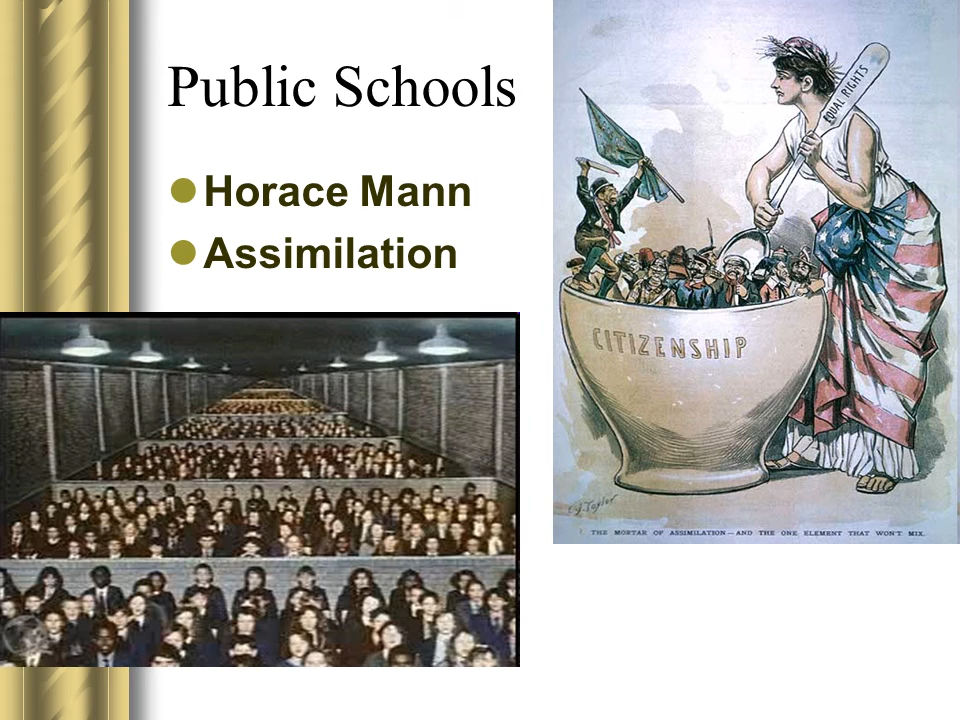 Public Schools
Horace Mann
Assimilation
EQUAL RIGHTS
CITIZENSHIP
C.J. Taylor
THE MORTAR OF ASSIMILATION—AND THE ONE ELEMENT THAT WON'T MIX.